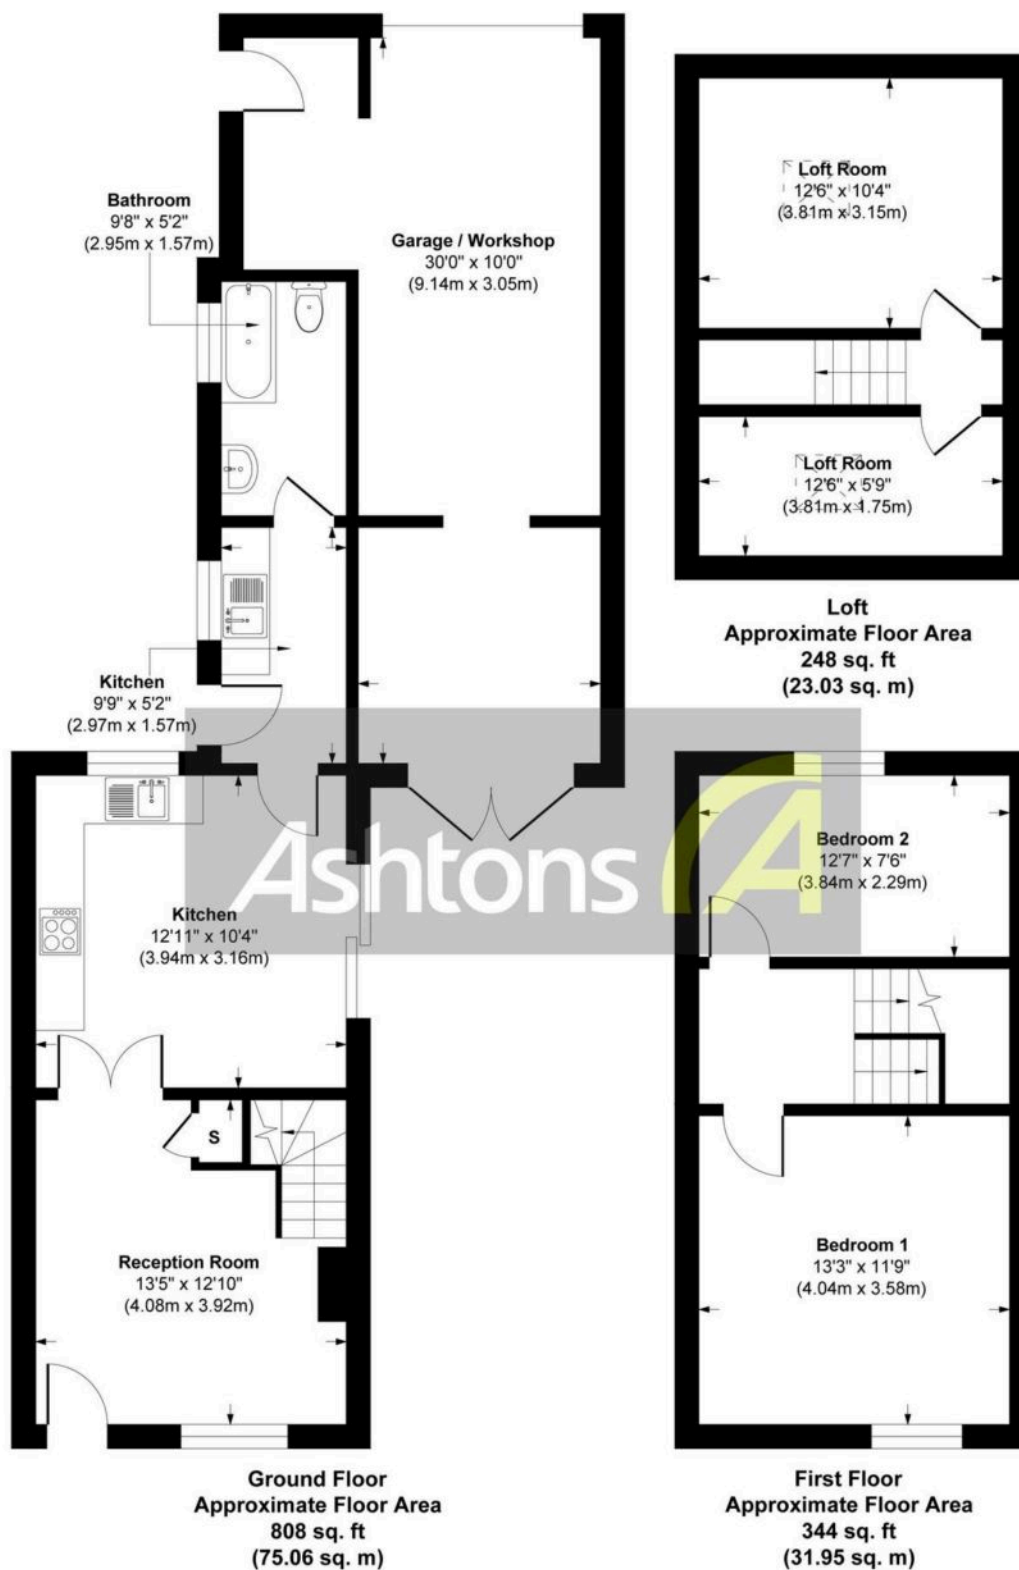 Bathroom
9'8" x 5'2"
(2.95m x 1.57m)
Garage / Workshop
30'0" x 10'0"
(9.14m x 3.05m)
Kitchen
9'9" x 5'2"
(2.97m x 1.57m)
Kitchen
12'11" x 10'4"
(3.94m x 3.16m)
S
Reception Room
13'5" x 12'10"
(4.08m x 3.92m)
Ground Floor
Approximate Floor Area
808 sq. ft
(75.06 sq. m)
Loft Room
12'6" x 10'4"
(3.81m x 3.15m)
Loft Room
12'6" x 5'9"
(3.81m x 1.75m)
Loft
Approximate Floor Area
248 sq. ft
(23.03 sq. m)
Ashtons A
Bedroom 2
12'7" x 7'6"
(3.84m x 2.29m)
Bedroom 1
13'3" x 11'9"
(4.04m x 3.58m)
First Floor
Approximate Floor Area
344 sq. ft
(31.95 sq. m)